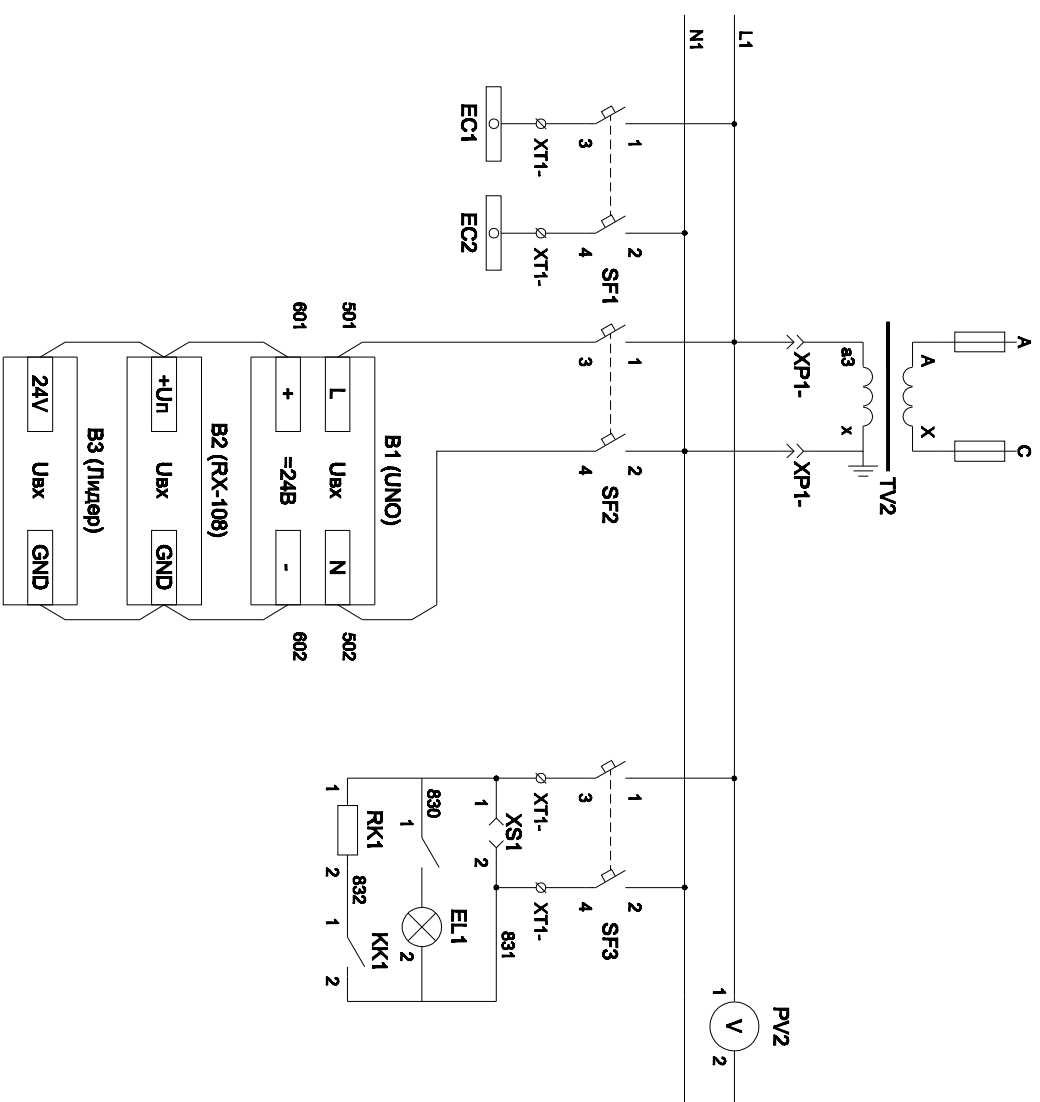 A
C
A
X
TV2
a3
x
XP1-
XP1-
PV2
L1
1
V
2
N1
1
2
1
2
1
2
SF1
SF2
SF3
3
4
3
4
3
4
XT1-
XT1-
XT1-
XT1-
XS1
831
1
2
EC1
EC2
EL1
830
1
2
B1 (UNO)
RK1
KK1
832
1
2
1
2
501
L
Uвх
N
502
601
+
=24В
-
602
B2 (RX-108)
+Uп
Uвх
GND
B3 (Лидер)
24V
Uвх
GND